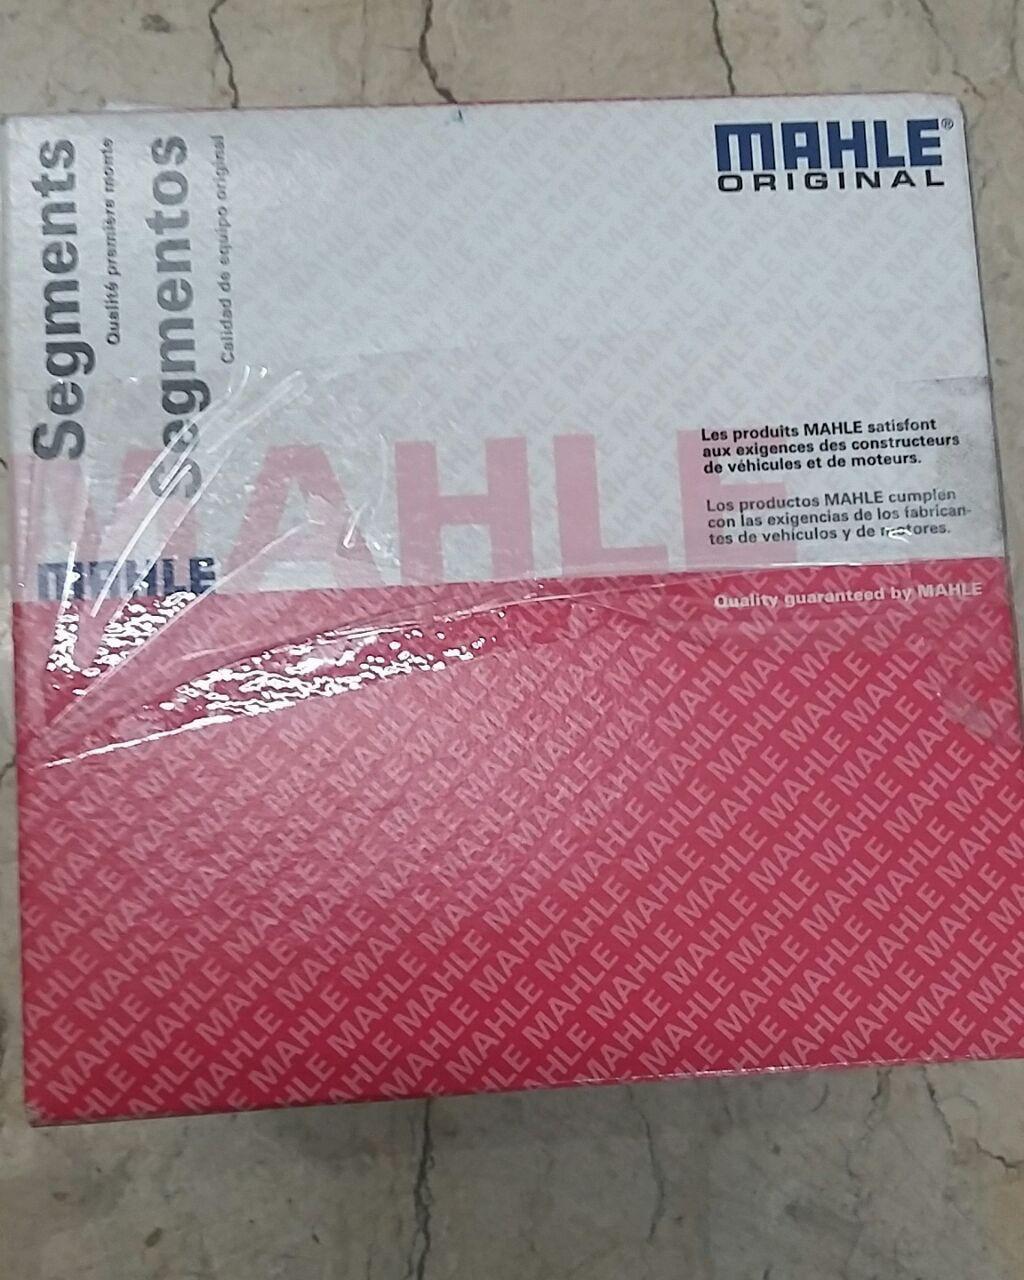 MAHLE®
ORIGINAL
Segments
Qualité première monte
Segmentos
Calidad de equipo original
Les produits MAHLE satisfont
aux exigences des constructeurs
de véhicules et de moteurs.
Los productos MAHLE cumplen
con las exigencias de los fabrican-
tes de vehículos y de motores.
MAHLE
MAHLE
Quality guaranteed by MAHLE